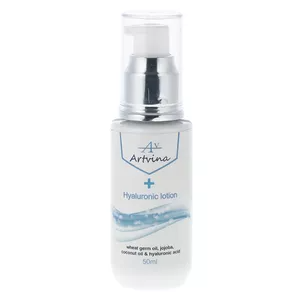 Av
Artvina
Hyaluronic lotion
wheat germ oil, jojoba,
coconut oil & hyaluronic acid
50ml